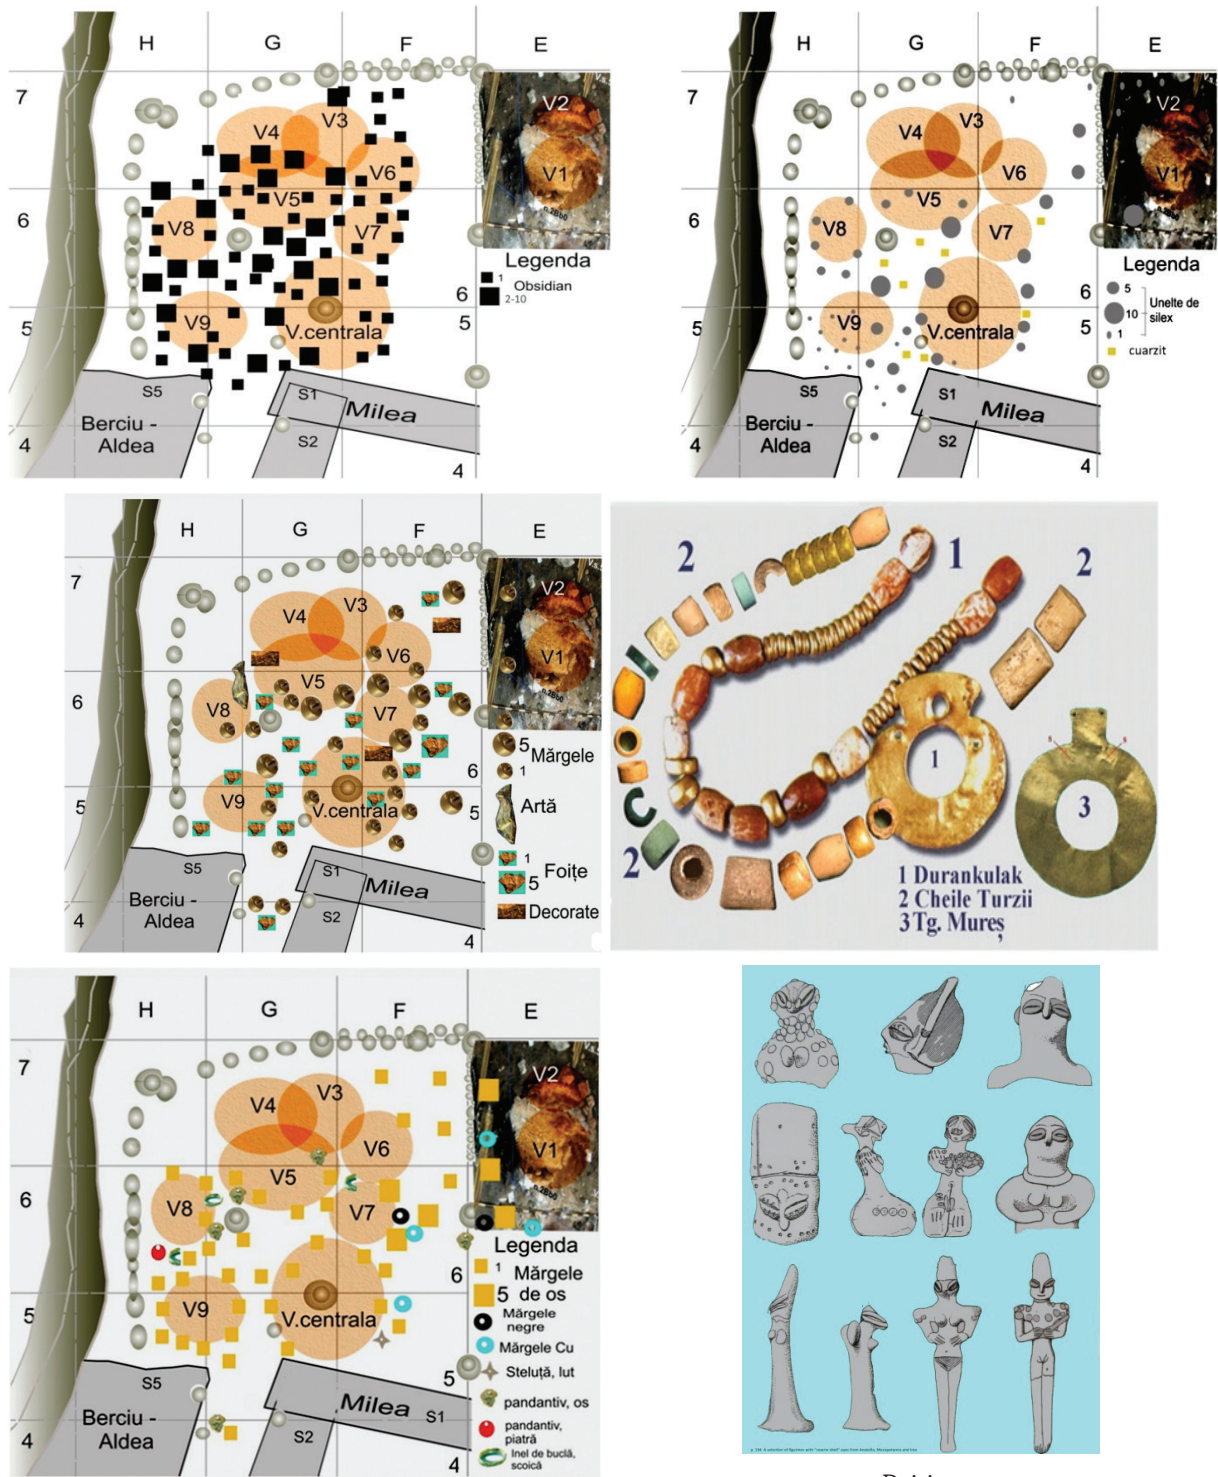 H G F E
7
V2
V3
V4
V1
V6
V5
6
V8
V7
Legenda
1 Obsidian
2-10
6
5
5
V9
V.centrala
S5
S1
Milea
Berciu -
Aldea
S2
4
4
H G F E
7
V2
V3
V4
V1
V6
V5
6
V8
V7
Legenda
5
6
10 Unelte de
silex
5
5
1
V9
V.centrala
cuarzit
S5
S1
Milea
Berciu -
Aldea
S2
4
4
H G F E
7
V2
V3
V4
V1
V6
V5
6
V8
V7
5 Mărgele
1
6
5
5
V9
V.centrala
Artă
1
Foițe
5
S5
S1
Milea
Berciu -
Aldea
S2
Decorate
4
4
2 1 2
1
3
2
1 Durankulak
2 Cheile Turzii
3 Tg. Mureș
H G F E
7
V2
V3
V4
V1
V6
V5
6
V8
V7
Legenda
1 Mărgele
5 de os
6
5
V9
V.centrala
Mărgele
negre
Mărgele Cu
Steluță, lut
5
S5
pandantiv, os
Milea
S1
Berciu -
Aldea
S2
pandantiv,
piatră
Inel de buclă,
scoică
4
4